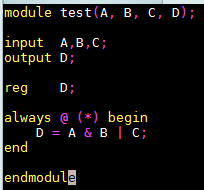 module test(A, B, C, D);
input  A,B,C;
output D;
reg    D;
always @ (*) begin
    D = A & B | C;
end
endmodule